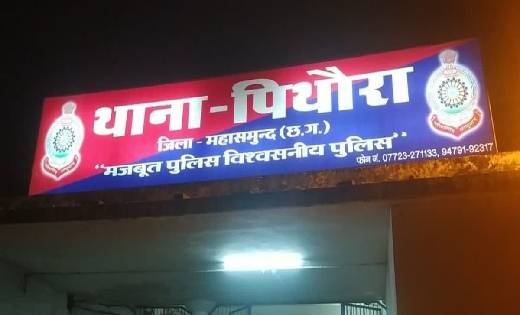 थाना-पिथौरा
जिला - महासमुन्द (छ.ग.)
"मजबूत पुलिस विश्वसनीय पुलिस"
फोन नं. 07723-271133, 94791-92317